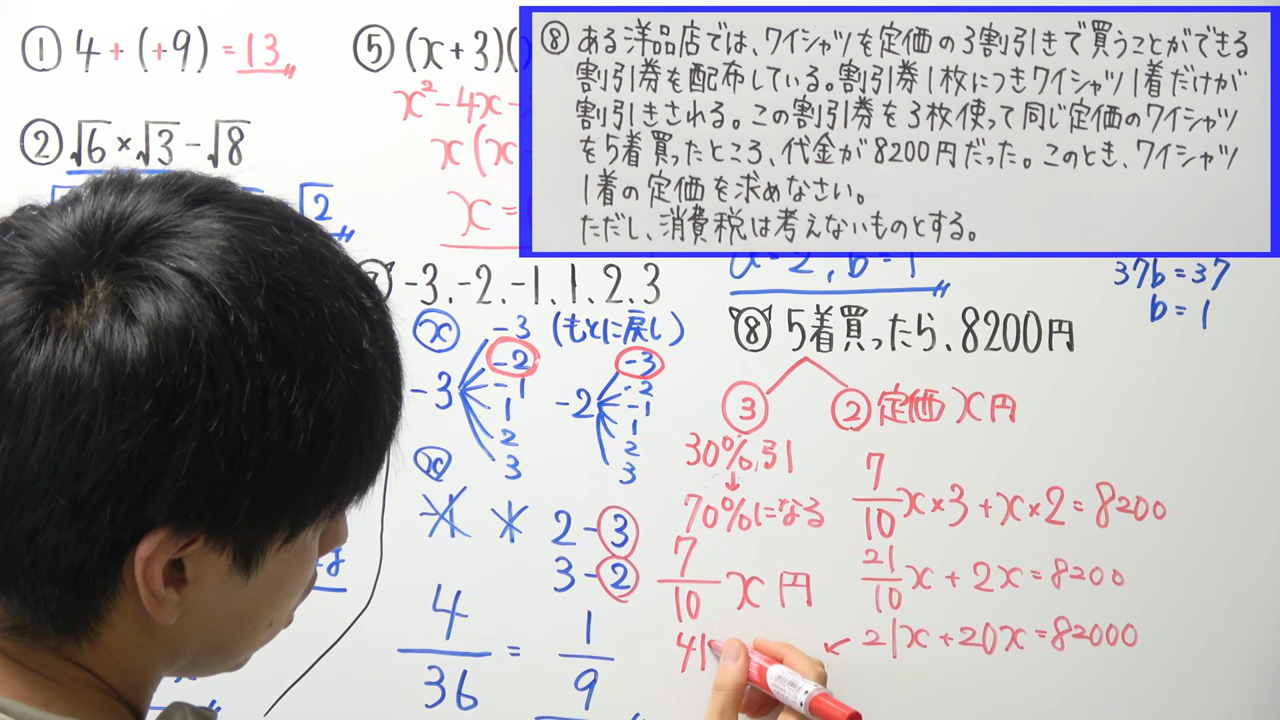 ① 4 + (+9) = 13
② √6 × √3 - √8
√2
⑤ (x+3)(
x² - 4x -
x(x
x =
⑧ ある洋品店では、ワイシャツを定価の3割引きで買うことができる
割引券を配布している。割引券1枚につきワイシャツ1着だけが
割引きされる。この割引券を3枚使って同じ定価のワイシャツ
を5着買ったところ、代金が8200円だった。このとき、ワイシャツ
1着の定価を求めなさい。
ただし、消費税は考えないものとする。
a = 2, b = 1
37b = 37
b = 1
-3、-2、-1、1、2、3
x -3 (もとに戻し)
-3 -2 -1 1 2 3
-2 -3 -2 -1 1 2 3
2-3
3-2
4/36 = 1/9
⑧ 5着買ったら、8200円
③ ② 定価x円
30%引
↓
70%になる
7/10 x 円
7/10 x × 3 + x × 2 = 8200
21/10 x + 2x = 8200
21x + 20x = 82000
41